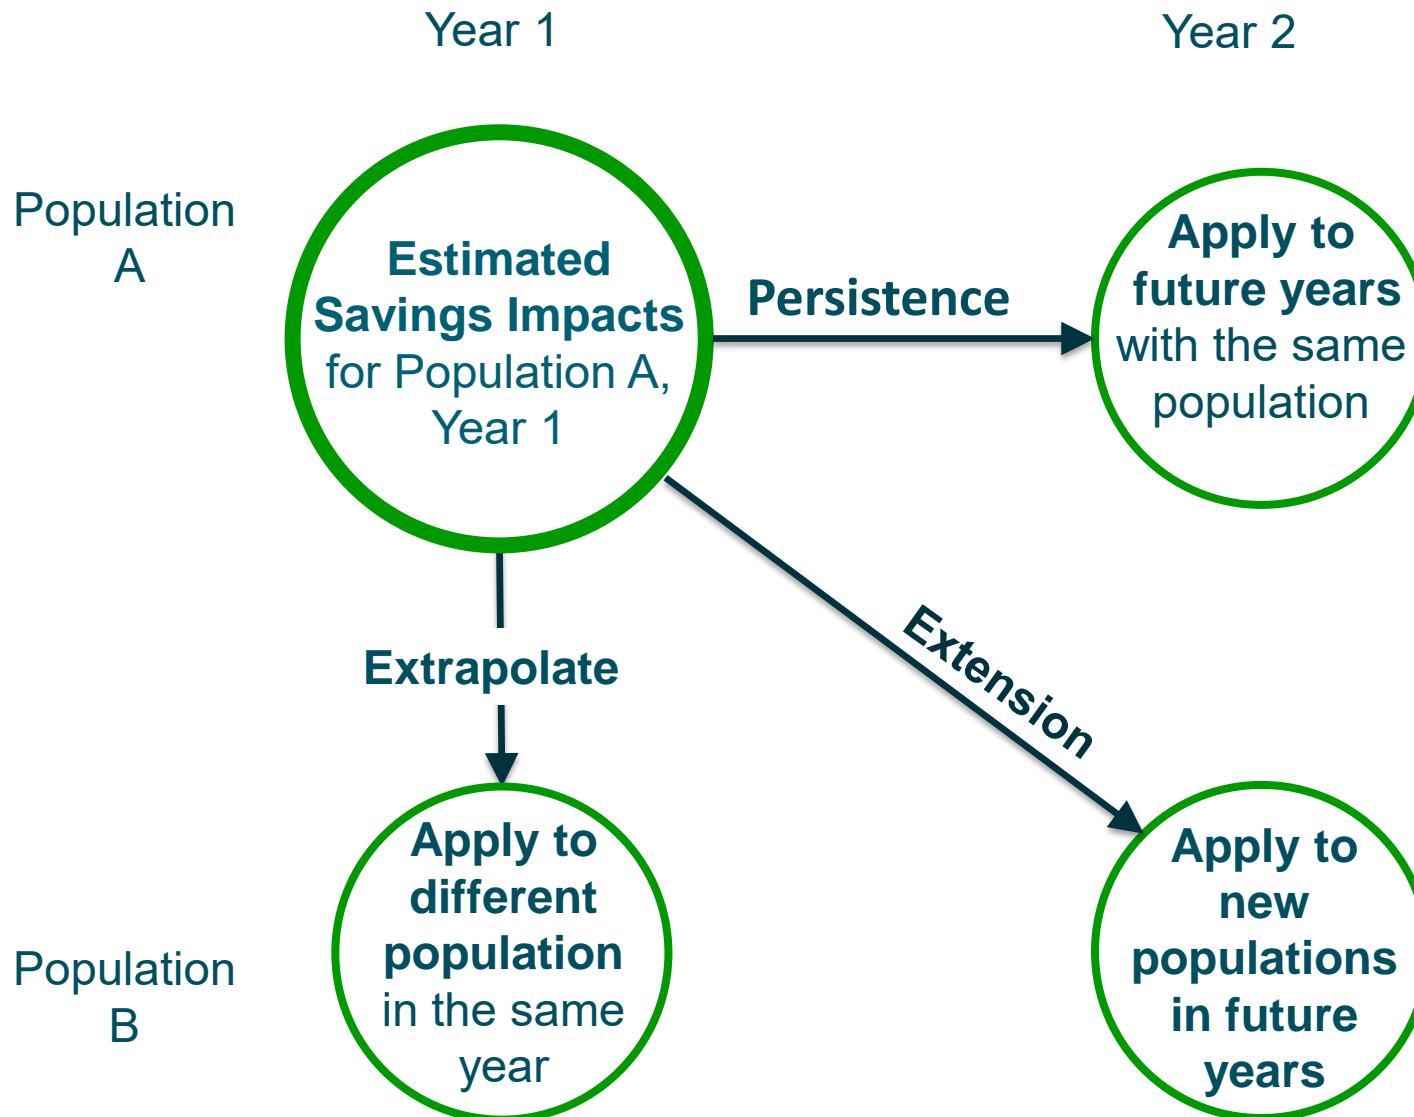 Year 1
Year 2
Population
A
Estimated
Savings Impacts
for Population A,
Year 1
Persistence
Apply to
future years
with the same
population
Extrapolate
Extension
Population
B
Apply to
different
population
in the same
year
Apply to
new
populations
in future
years